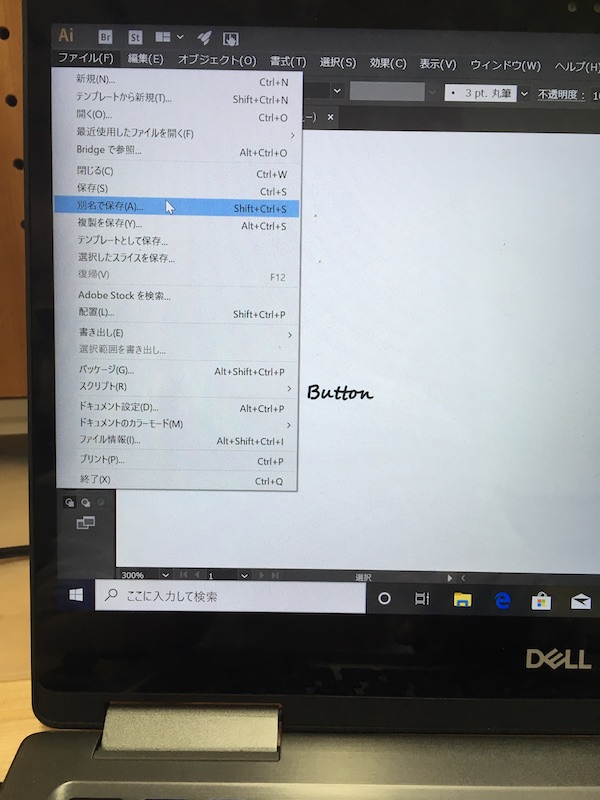 Ai Br St
ファイル(F) 編集(E) オブジェクト(O) 書式(T) 選択(S) 効果(C) 表示(V) ウィンドウ(W) ヘルプ(H)
3 pt. 丸筆 不透明度:
新規(N)... Ctrl+N
テンプレートから新規(T)... Shift+Ctrl+N
開く(O)... Ctrl+O
最近使用したファイルを開く(F)
Bridge で参照... Alt+Ctrl+O
閉じる(C) Ctrl+W
保存(S) Ctrl+S
別名で保存(A)... Shift+Ctrl+S
複製を保存(Y)... Alt+Ctrl+S
テンプレートとして保存...
選択したスライスを保存...
復帰(V) F12
Adobe Stock を検索...
配置(L)... Shift+Ctrl+P
書き出し(E)
選択範囲を書き出し...
パッケージ(G)... Alt+Shift+Ctrl+P
スクリプト(R)
Button
ドキュメント設定(D)... Alt+Ctrl+P
ドキュメントのカラーモード(M)
ファイル情報(I)... Alt+Shift+Ctrl+I
プリント(P)... Ctrl+P
終了(X) Ctrl+Q
300% 1 選択
ここに入力して検索
DELL